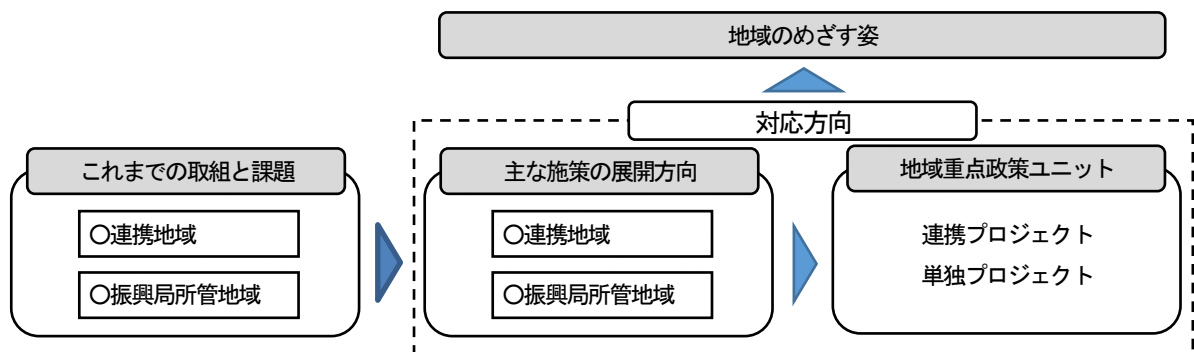 地域のめざす姿
対応方向
これまでの取組と課題
〇連携地域
〇振興局所管地域
主な施策の展開方向
〇連携地域
〇振興局所管地域
地域重点政策ユニット
連携プロジェクト
単独プロジェクト